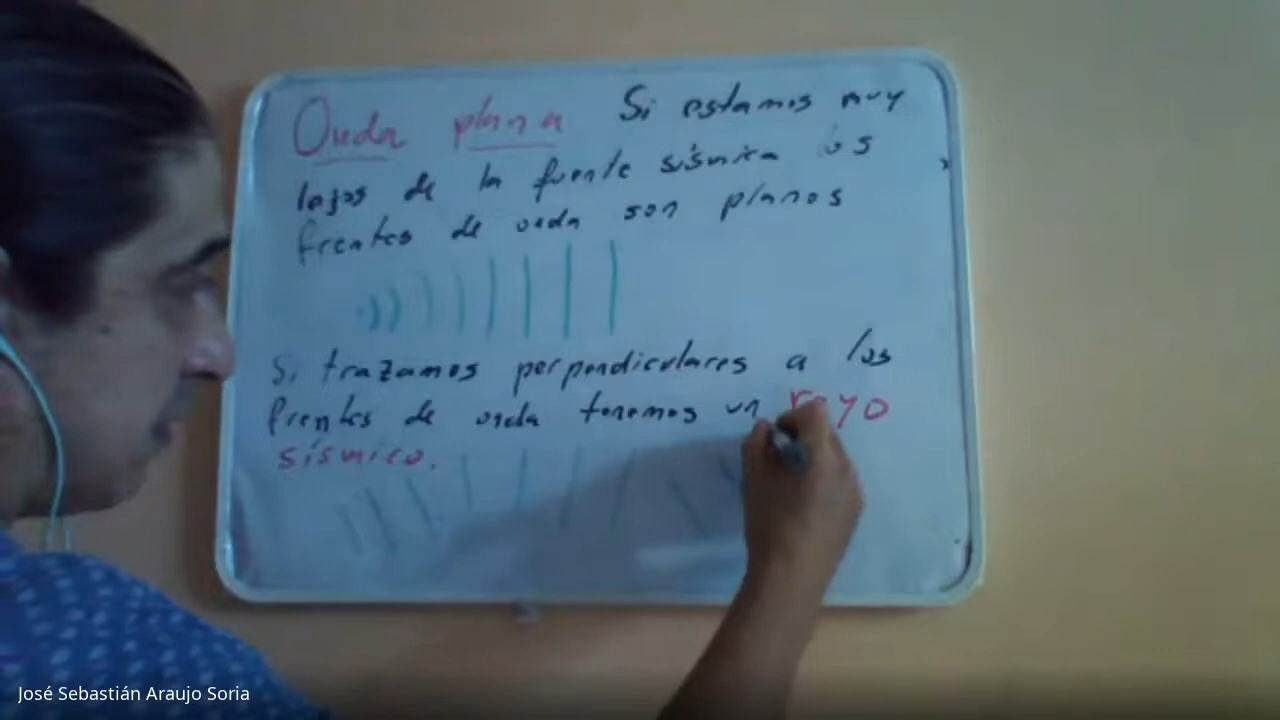 Onda plana Si estamos muy
lejos de la fuente sísmica los
frentes de onda son planos
Si trazamos perpendiculares a los
frentes de onda tenemos un rayo
sísmico.
José Sebastián Araujo Soria